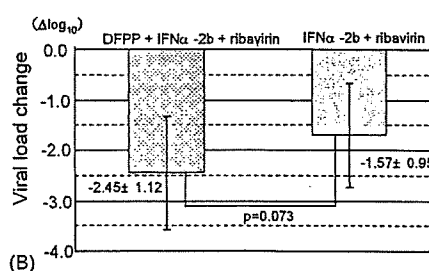 (Δlog10)
DFPP + IFNα -2b + ribavirin
IFNα -2b + ribavirin
0.0
-1.0
-2.0
-3.0
-4.0
Viral load change
-2.45± 1.12
-1.57± 0.95
p=0.073
(B)